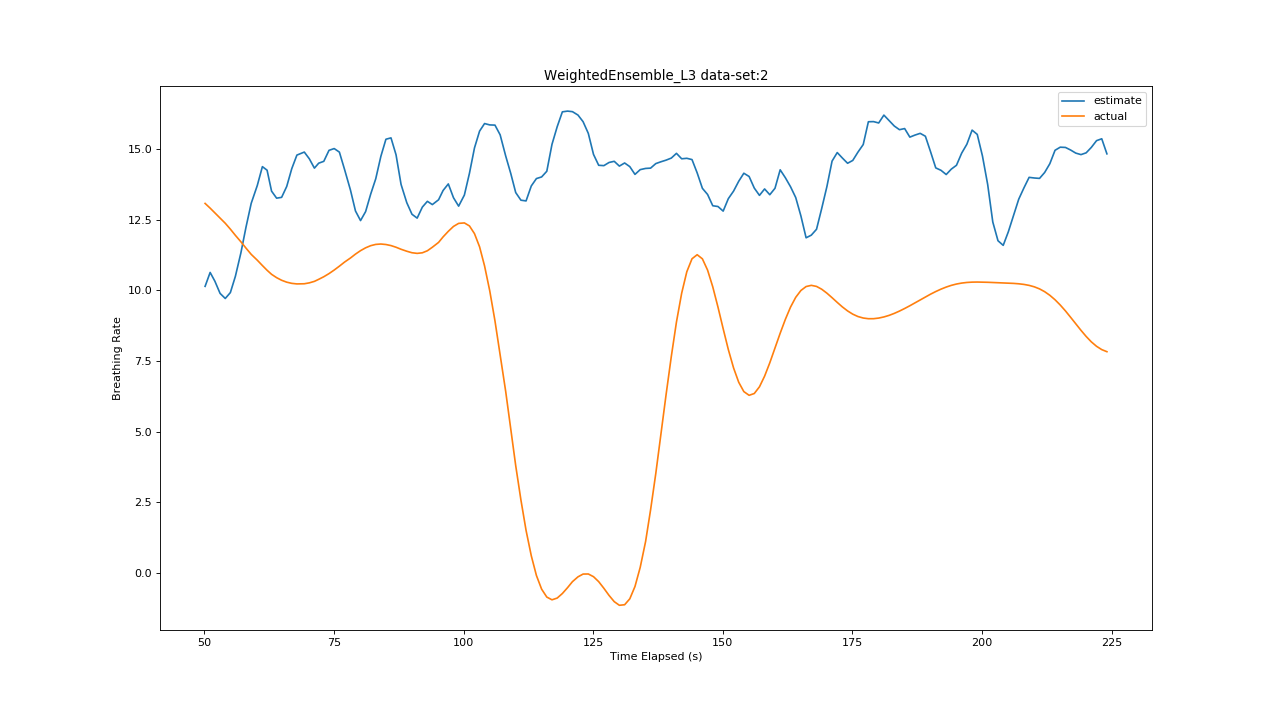 WeightedEnsemble_L3 data-set:2
estimate
actual
15.0
12.5
10.0
7.5
5.0
2.5
0.0
Breathing Rate
50 75 100 125 150 175 200 225
Time Elapsed (s)